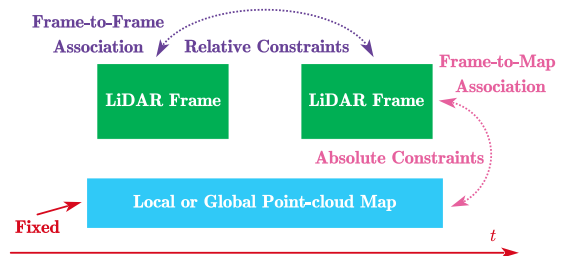 Frame-to-Frame
Association
Relative Constraints
Frame-to-Map
Association
LiDAR Frame
LiDAR Frame
Absolute Constraints
Local or Global Point-cloud Map
Fixed
t